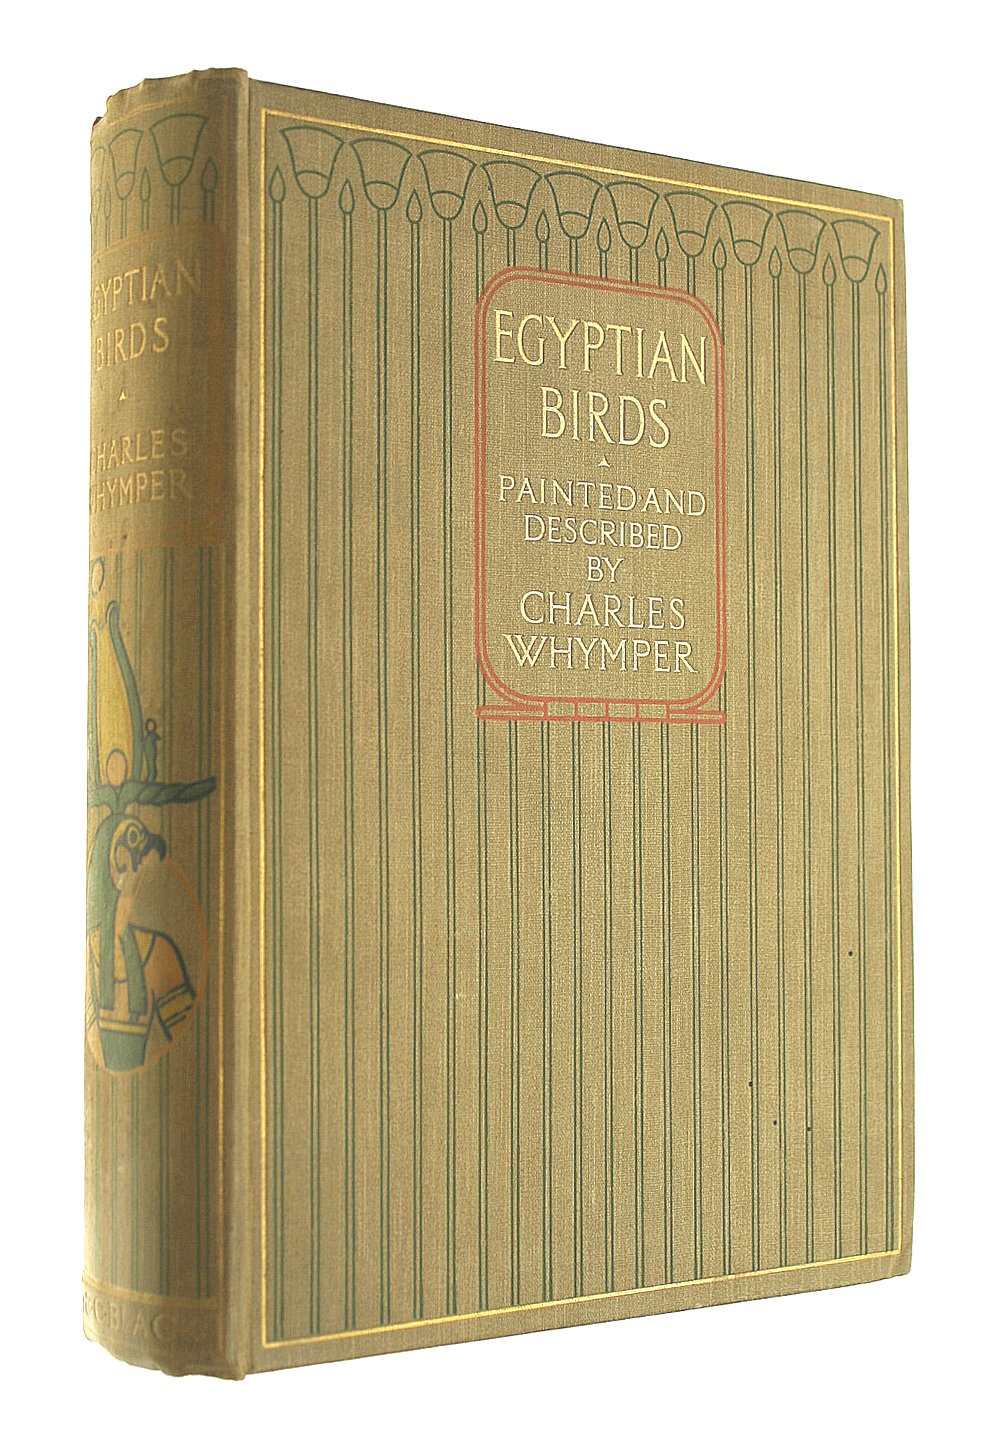 EGYPTIAN
BIRDS
PAINTED·AND
DESCRIBED
BY
CHARLES
WHYMPER
EGYPTIAN
BIRDS
CHARLES
WHYMPER